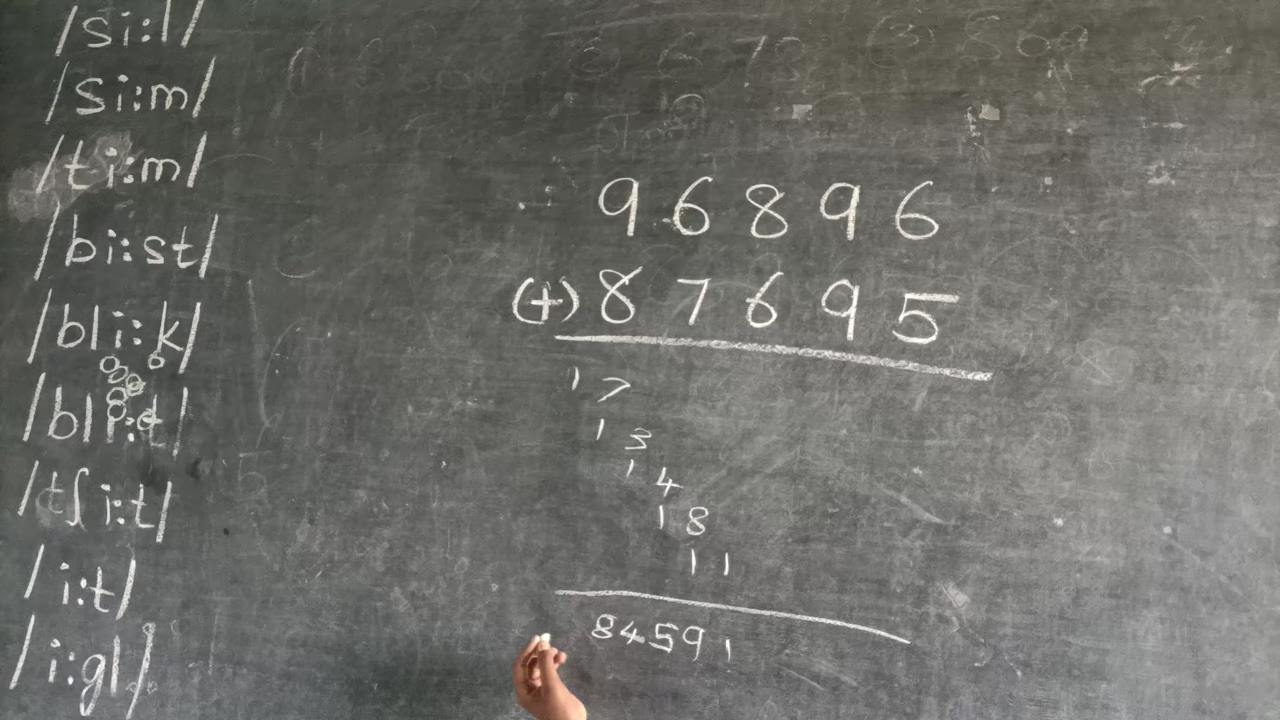 /si:l/
/si:m/
/ti:m/
/bi:st/
/bli:k/
/bli:t/
/tʃi:t/
/i:t/
/i:gl/
96896
(+) 87695
17
13
14
18
11
84591